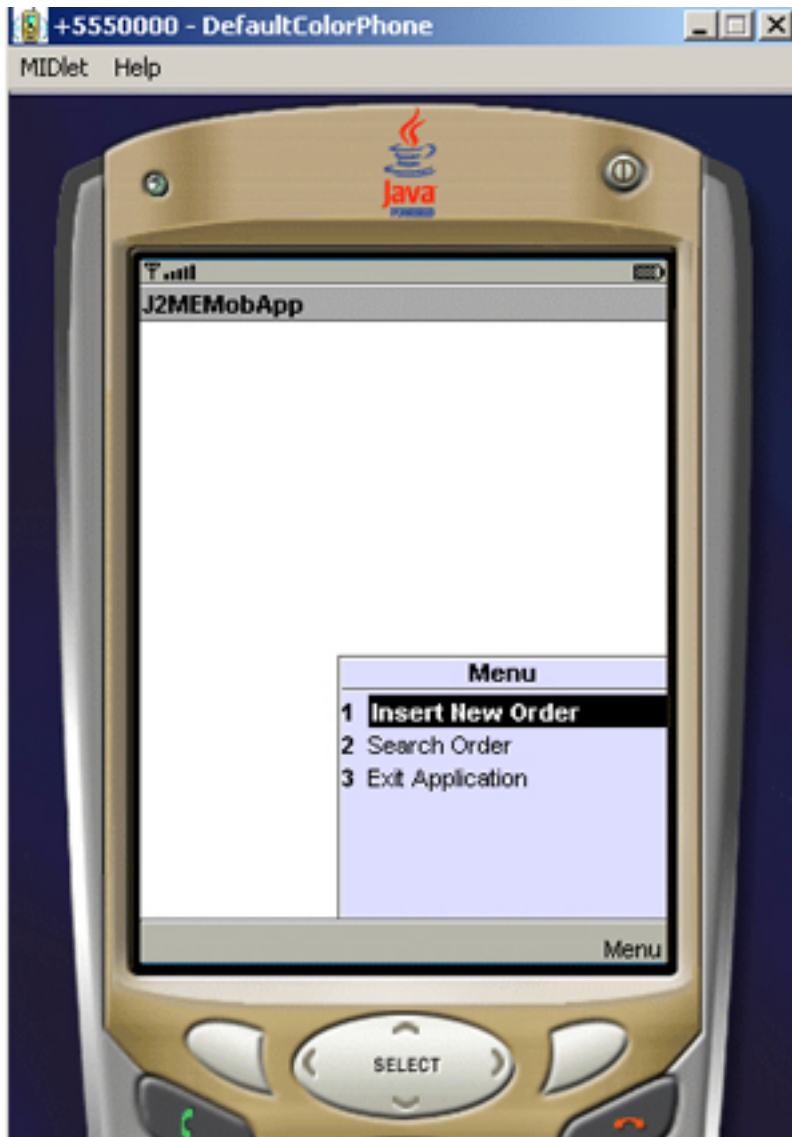 +5550000 - DefaultColorPhone
MIDlet Help
Java
POWERED
J2MEMobApp
Menu
1 Insert New Order
2 Search Order
3 Exit Application
Menu
SELECT